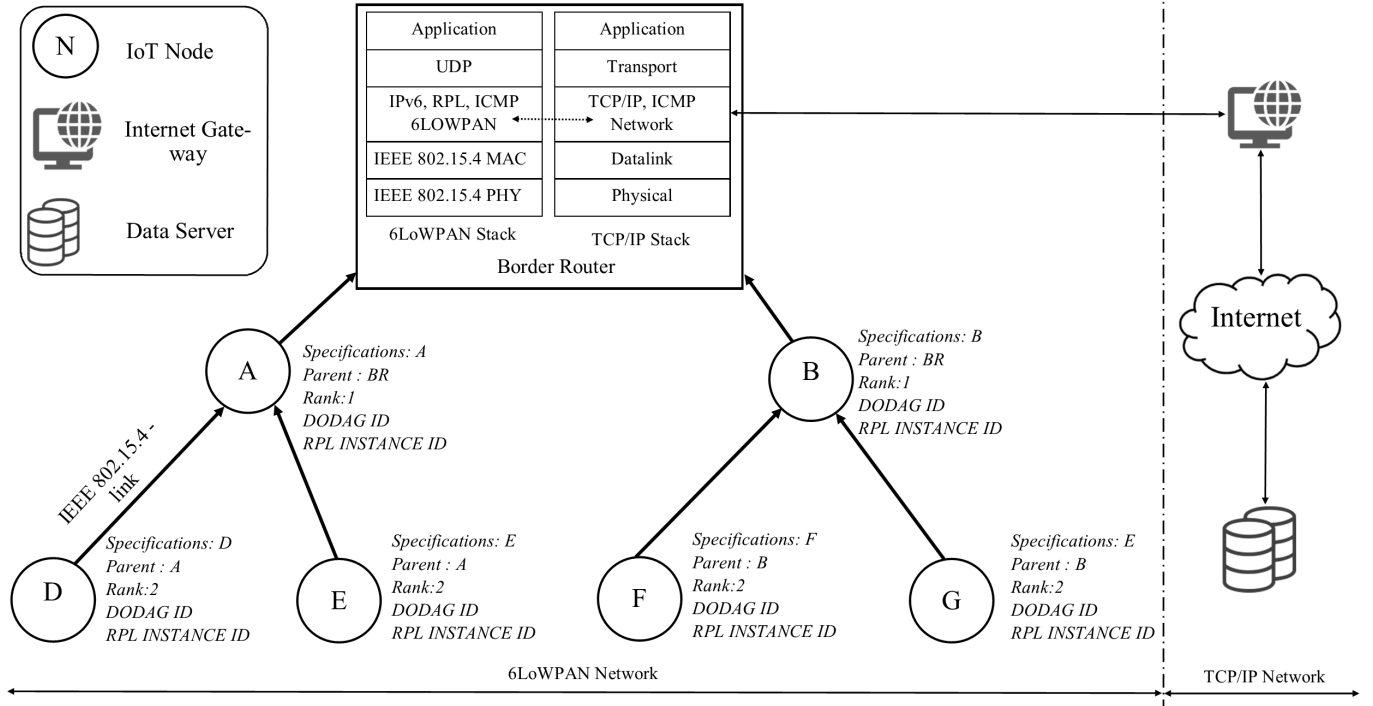 N
IoT Node
Internet Gate-
way
Data Server
Application
UDP
IPv6, RPL, ICMP
6LOWPAN
IEEE 802.15.4 MAC
IEEE 802.15.4 PHY
6LoWPAN Stack
Application
Transport
TCP/IP, ICMP
Network
Datalink
Physical
TCP/IP Stack
Border Router
Internet
A
Specifications: A
Parent : BR
Rank:1
DODAG ID
RPL INSTANCE ID
B
Specifications: B
Parent : BR
Rank:1
DODAG ID
RPL INSTANCE ID
IEEE 802.15.4 -
link
D
Specifications: D
Parent : A
Rank:2
DODAG ID
RPL INSTANCE ID
E
Specifications: E
Parent : A
Rank:2
DODAG ID
RPL INSTANCE ID
F
Specifications: F
Parent : B
Rank:2
DODAG ID
RPL INSTANCE ID
G
Specifications: E
Parent : B
Rank:2
DODAG ID
RPL INSTANCE ID
6LoWPAN Network
TCP/IP Network